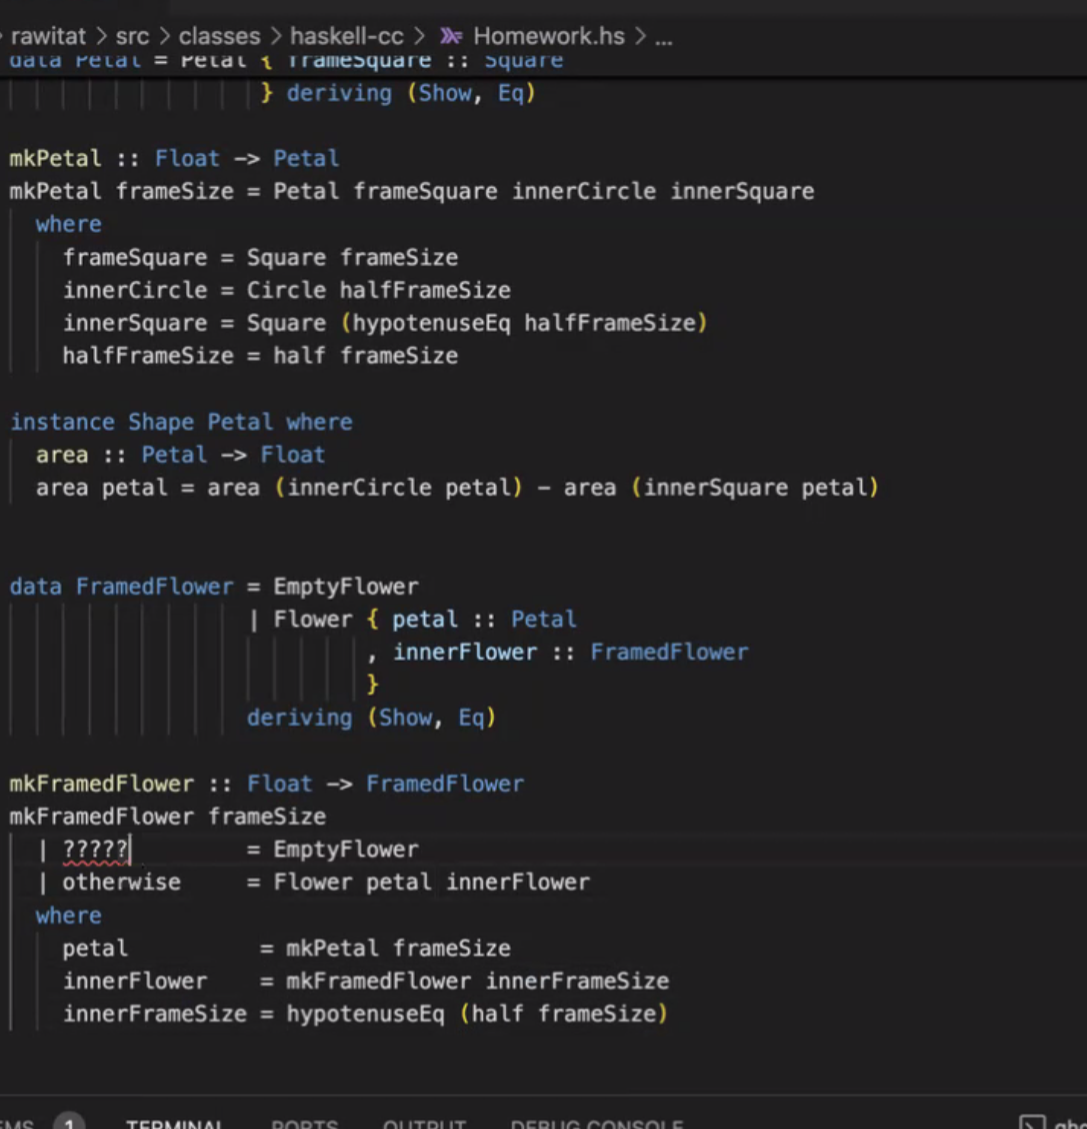 rawitat > src > classes > haskell-cc > Homework.hs > ...
data Petal = Petal { frameSquare :: Square
} deriving (Show, Eq)
mkPetal :: Float -> Petal
mkPetal frameSize = Petal frameSquare innerCircle innerSquare
where
frameSquare = Square frameSize
innerCircle = Circle halfFrameSize
innerSquare = Square (hypotenuseEq halfFrameSize)
halfFrameSize = half frameSize
instance Shape Petal where
area :: Petal -> Float
area petal = area (innerCircle petal) - area (innerSquare petal)
data FramedFlower = EmptyFlower
| Flower { petal :: Petal
, innerFlower :: FramedFlower
}
deriving (Show, Eq)
mkFramedFlower :: Float -> FramedFlower
mkFramedFlower frameSize
| ????? = EmptyFlower
| otherwise = Flower petal innerFlower
where
petal = mkPetal frameSize
innerFlower = mkFramedFlower innerFrameSize
innerFrameSize = hypotenuseEq (half frameSize)
1 TERMINAL PORTS OUTPUT DEBUG CONSOLE